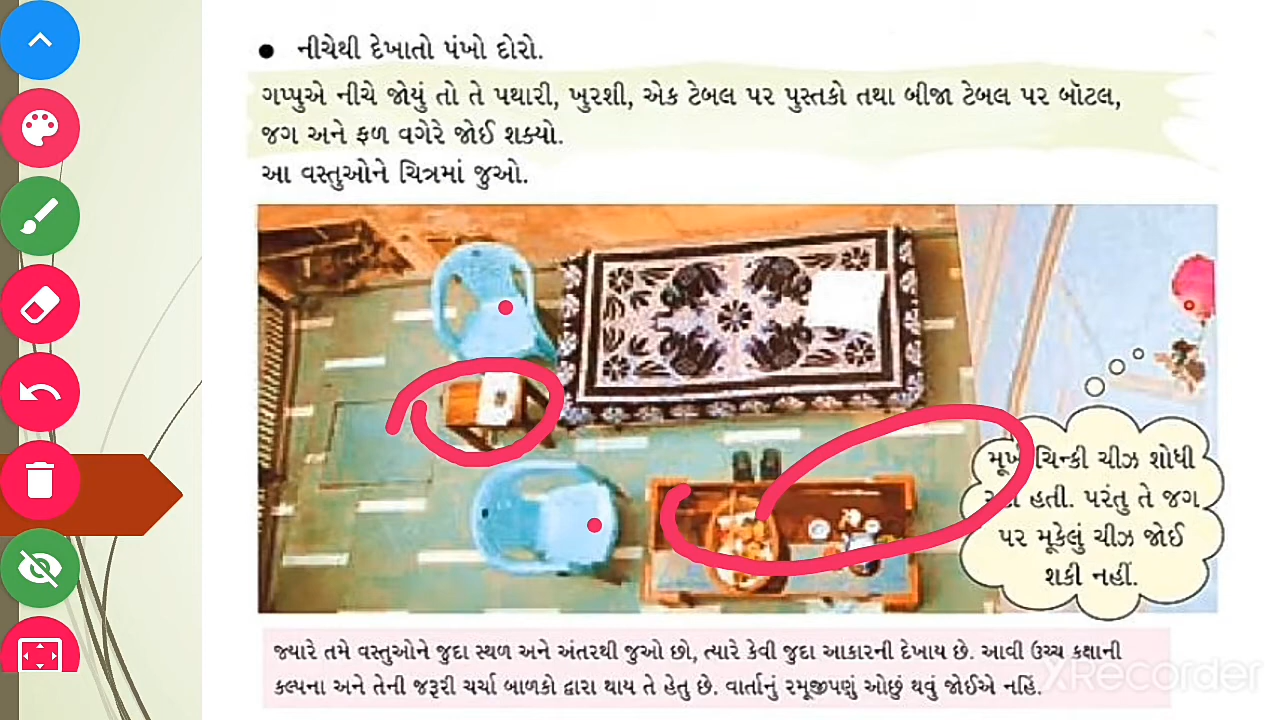 ● નીચેથી દેખાતો પંખો દોરો.
ગપ્પુએ નીચે જોયું તો તે પથારી, ખુરશી, એક ટેબલ પર પુસ્તકો તથા બીજા ટેબલ પર બૉટલ,
જગ અને ફળ વગેરે જોઈ શક્યો.
આ વસ્તુઓને ચિત્રમાં જુઓ.
ચિન્કી ચીઝ શોધી
હતી. પરંતુ તે જગ
પર મૂકેલું ચીઝ જોઈ
શકી નહીં.
જ્યારે તમે વસ્તુઓને જુદા સ્થળ અને અંતરથી જુઓ છો, ત્યારે કેવી જુદા આકારની દેખાય છે. આવી ઉચ્ચ કક્ષાની
કલ્પના અને તેની જરૂરી ચર્ચા બાળકો દ્વારા થાય તે હેતુ છે. વાર્તાનું રમૂજીપણું ઓછું થવું જોઈએ નહિં.
XRecorder